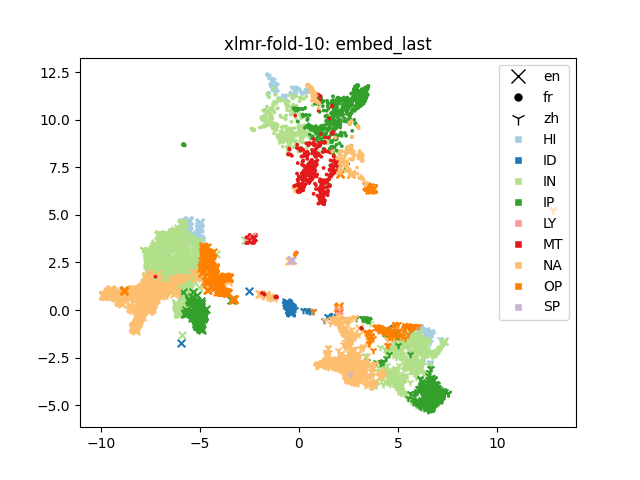 xlmr-fold-10: embed_last
12.5
10.0
7.5
5.0
2.5
0.0
−2.5
−5.0
−10
−5
0
5
10
en
fr
zh
HI
ID
IN
IP
LY
MT
NA
OP
SP